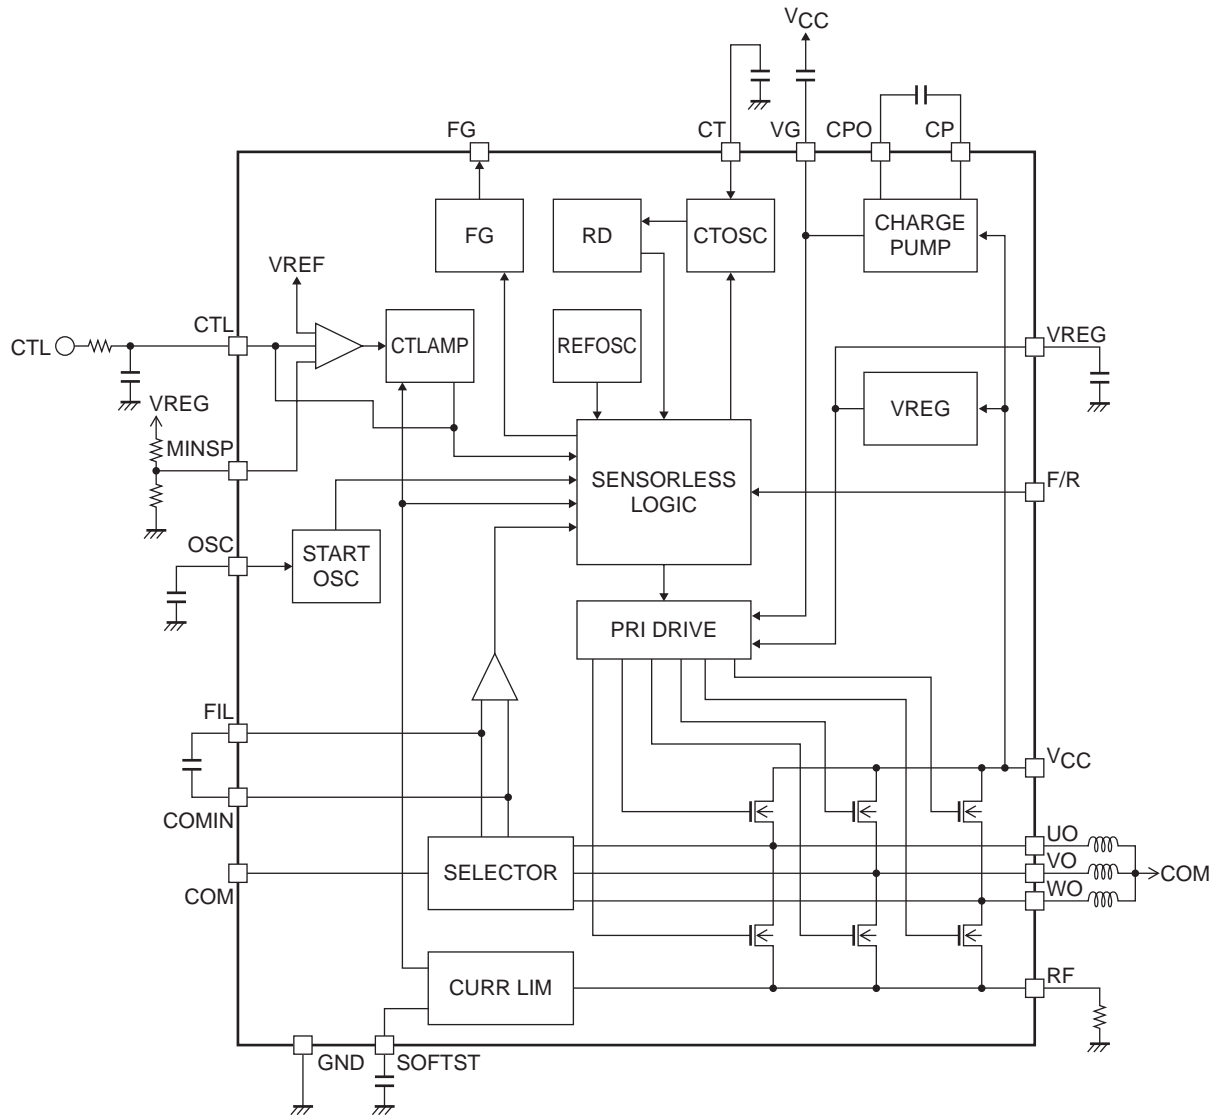 VCC
FG
CT
VG
CPO
CP
FG
RD
CTOSC
CHARGE
PUMP
VREF
CTL
CTL
CTLAMP
REFOSC
VREG
VREG
VREG
MINSP
SENSORLESS
LOGIC
F/R
OSC
START
OSC
PRI DRIVE
FIL
VCC
COMIN
UO
SELECTOR
VO
COM
COM
WO
CURR LIM
RF
GND
SOFTST